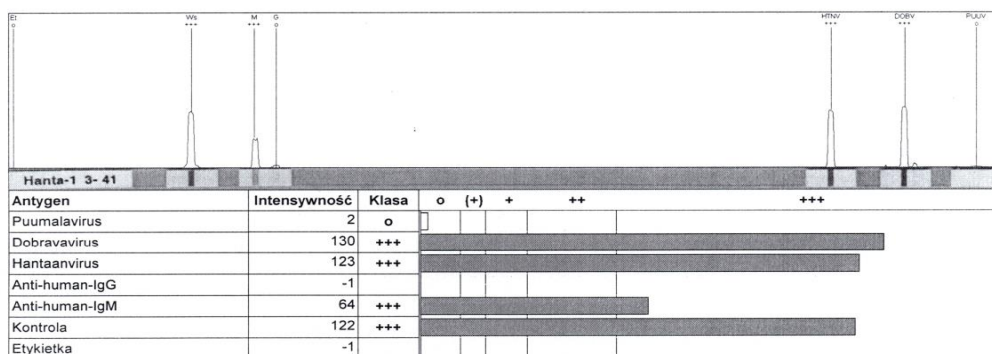 Et Ws M G HTNV DOBV PUUV
o +++ +++ o +++ +++ o
Hanta-1 3- 41
Antygen Intensywność Klasa o (+) + ++ +++
Puumalavirus 2 o
Dobravavirus 130 +++
Hantaanvirus 123 +++
Anti-human-IgG -1
Anti-human-IgM 64 +++
Kontrola 122 +++
Etykietka -1